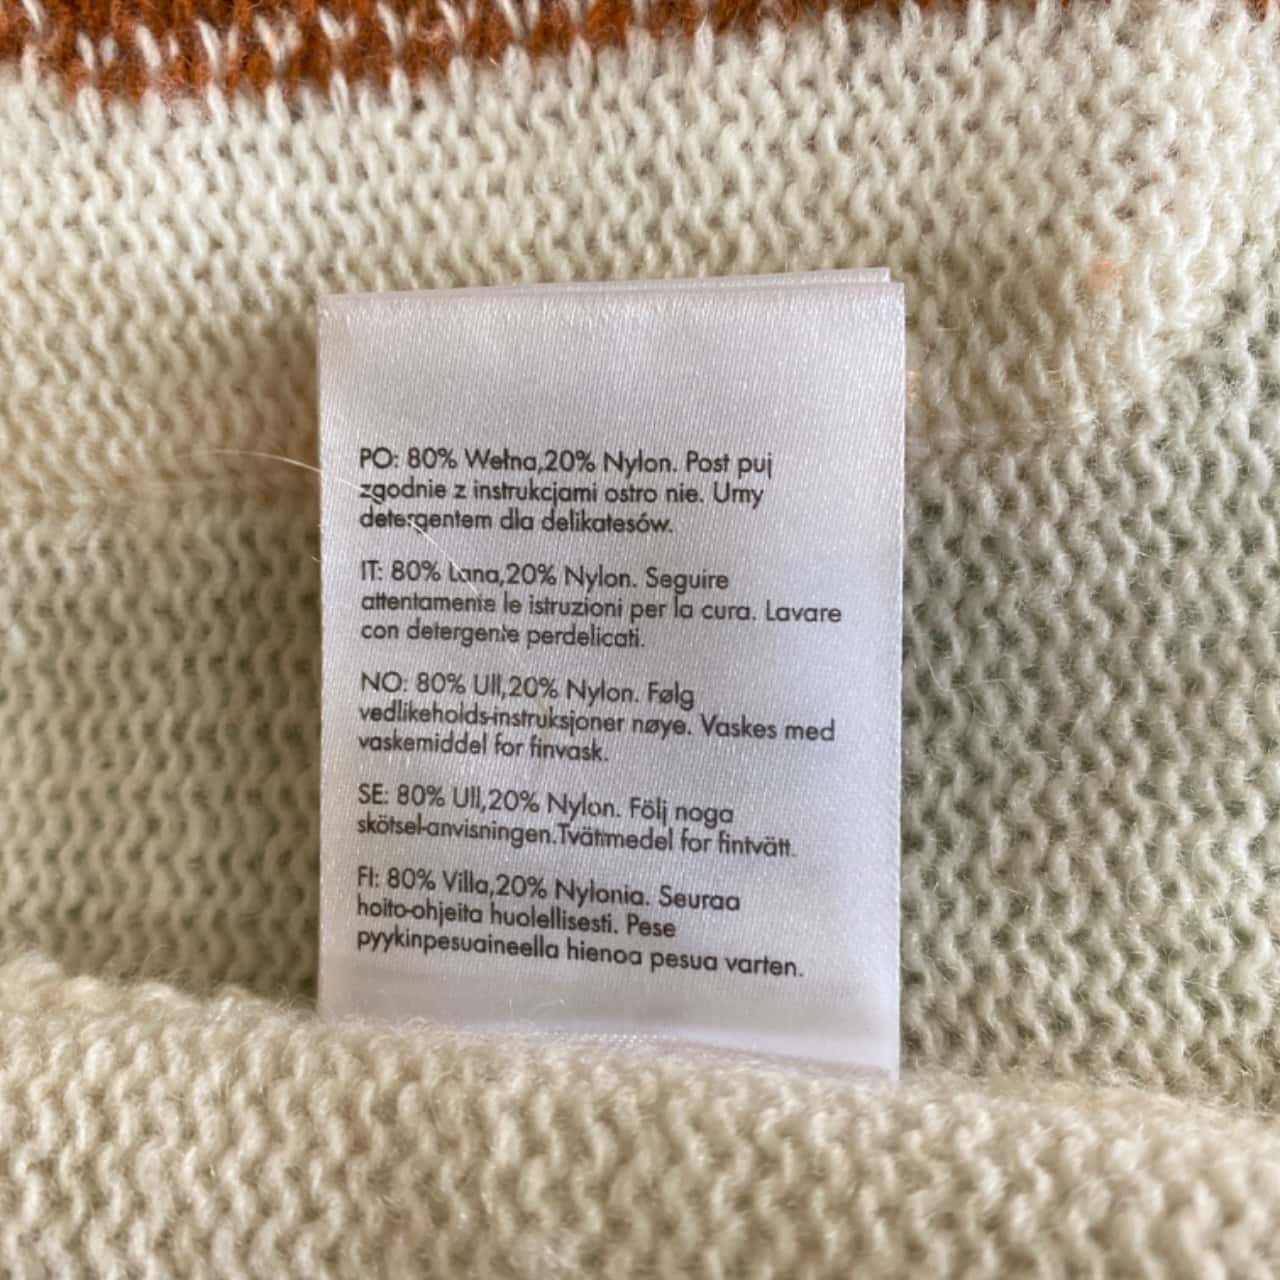 PO: 80% Wełna,20% Nylon. Post puj
zgodnie z instrukcjami ostro nie. Umy
detergentem dla delikatesów.
IT: 80% Lana,20% Nylon. Seguire
attentamente le istruzioni per la cura. Lavare
con detergente perdelicati.
NO: 80% Ull,20% Nylon. Følg
vedlikeholds-instruksjoner nøye. Vaskes med
vaskemiddel for finvask.
SE: 80% Ull,20% Nylon. Följ noga
skötsel-anvisningen.Tvättmedel for fintvätt.
FI: 80% Villa,20% Nylonia. Seuraa
hoito-ohjeita huolellisesti. Pese
pyykinpesuaineella hienoa pesua varten.